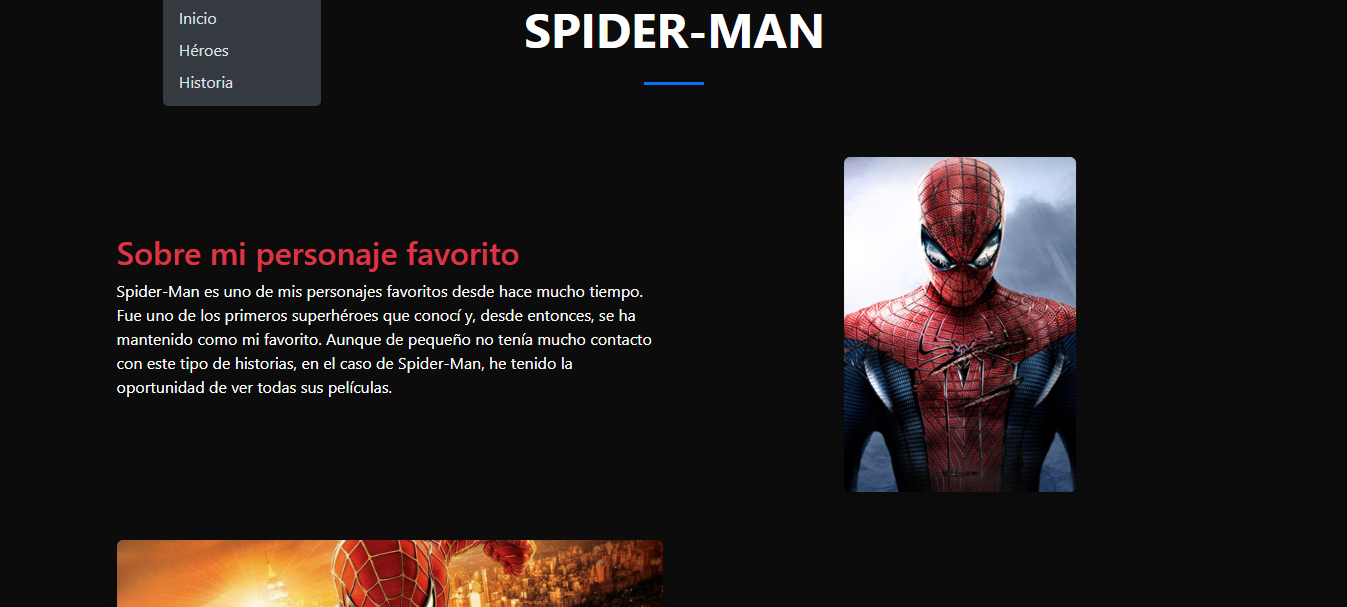 Inicio
Héroes
Historia
SPIDER-MAN
Sobre mi personaje favorito
Spider-Man es uno de mis personajes favoritos desde hace mucho tiempo.
Fue uno de los primeros superhéroes que conocí y, desde entonces, se ha
mantenido como mi favorito. Aunque de pequeño no tenía mucho contacto
con este tipo de historias, en el caso de Spider-Man, he tenido la
oportunidad de ver todas sus películas.